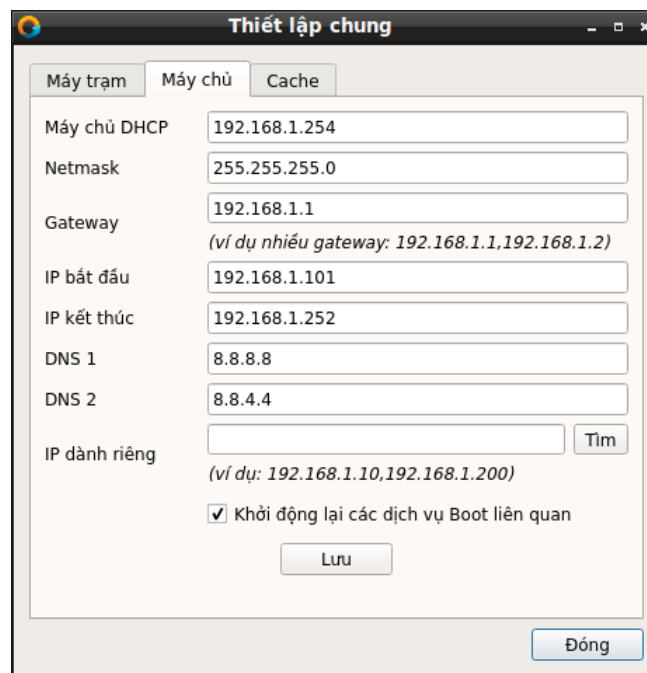 Thiết lập chung
Máy trạm Máy chủ Cache
Máy chủ DHCP 192.168.1.254
Netmask 255.255.255.0
Gateway 192.168.1.1
(ví dụ nhiều gateway: 192.168.1.1,192.168.1.2)
IP bắt đầu 192.168.1.101
IP kết thúc 192.168.1.252
DNS 1 8.8.8.8
DNS 2 8.8.4.4
IP dành riêng Tìm
(ví dụ: 192.168.1.10,192.168.1.200)
Khởi động lại các dịch vụ Boot liên quan
Lưu
Đóng